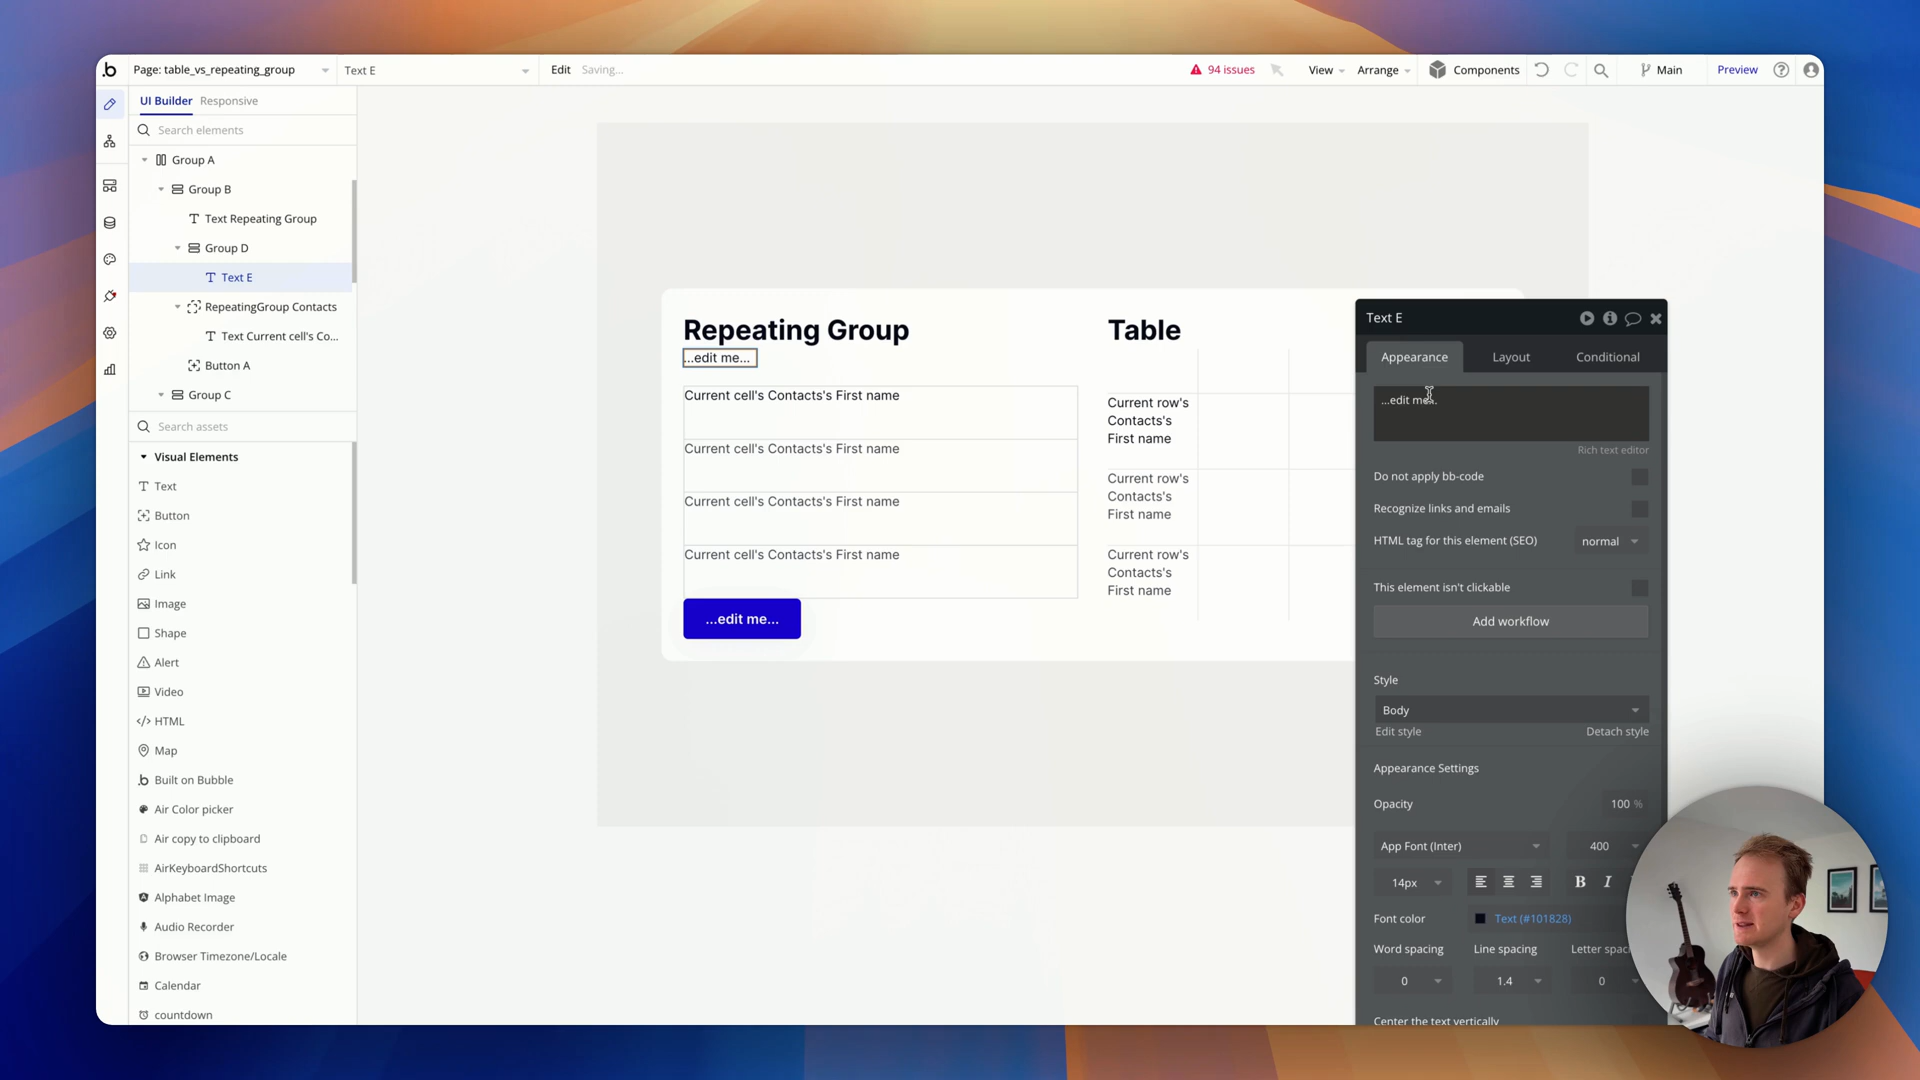 Page: table_vs_repeating_group
Text E
Edit
Saving...
94 issues
View
Arrange
Components
Main
Preview
UI Builder
Responsive
Search elements
Group A
Group B
Text Repeating Group
Group D
Text E
RepeatingGroup Contacts
Text Current cell's Co...
Button A
Group C
Search assets
Visual Elements
Text
Button
Icon
Link
Image
Shape
Alert
Video
HTML
Map
Built on Bubble
Air Color picker
Air copy to clipboard
AirKeyboardShortcuts
Alphabet Image
Audio Recorder
Browser Timezone/Locale
Calendar
countdown
Repeating Group
...edit me...
Current cell's Contacts's First name
Current cell's Contacts's First name
Current cell's Contacts's First name
Current cell's Contacts's First name
...edit me...
Table
Current row's
Contacts's
First name
Current row's
Contacts's
First name
Current row's
Contacts's
First name
Text E
Appearance
Layout
Conditional
...edit me...
Rich text editor
Do not apply bb-code
Recognize links and emails
HTML tag for this element (SEO)
normal
This element isn't clickable
Add workflow
Style
Body
Edit style
Detach style
Appearance Settings
Opacity
100 %
App Font (Inter)
400
14px
B I
Font color
Text (#101828)
Word spacing
Line spacing
Letter spac
0
1.4
0
Center the text vertically